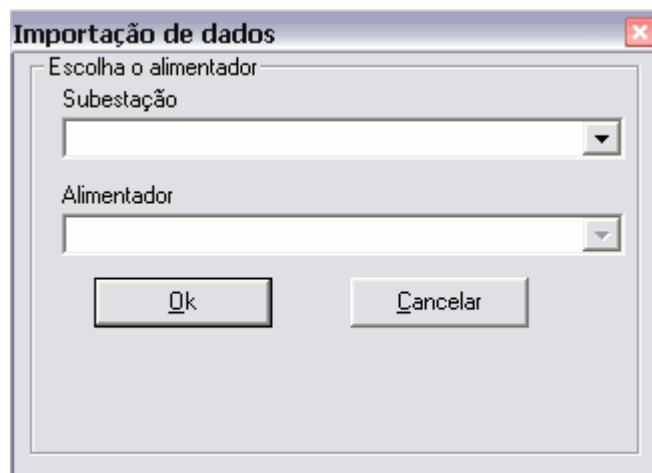 Importação de dados
Escolha o alimentador
Subestação
Alimentador
Ok
Cancelar